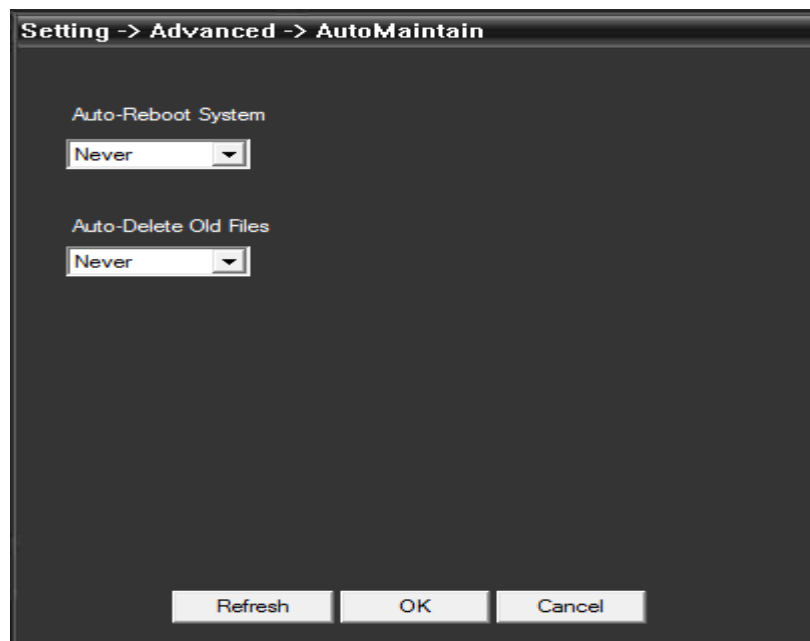 Setting -> Advanced -> AutoMaintain
Auto-Reboot System
Never
Auto-Delete Old Files
Never
Refresh OK Cancel